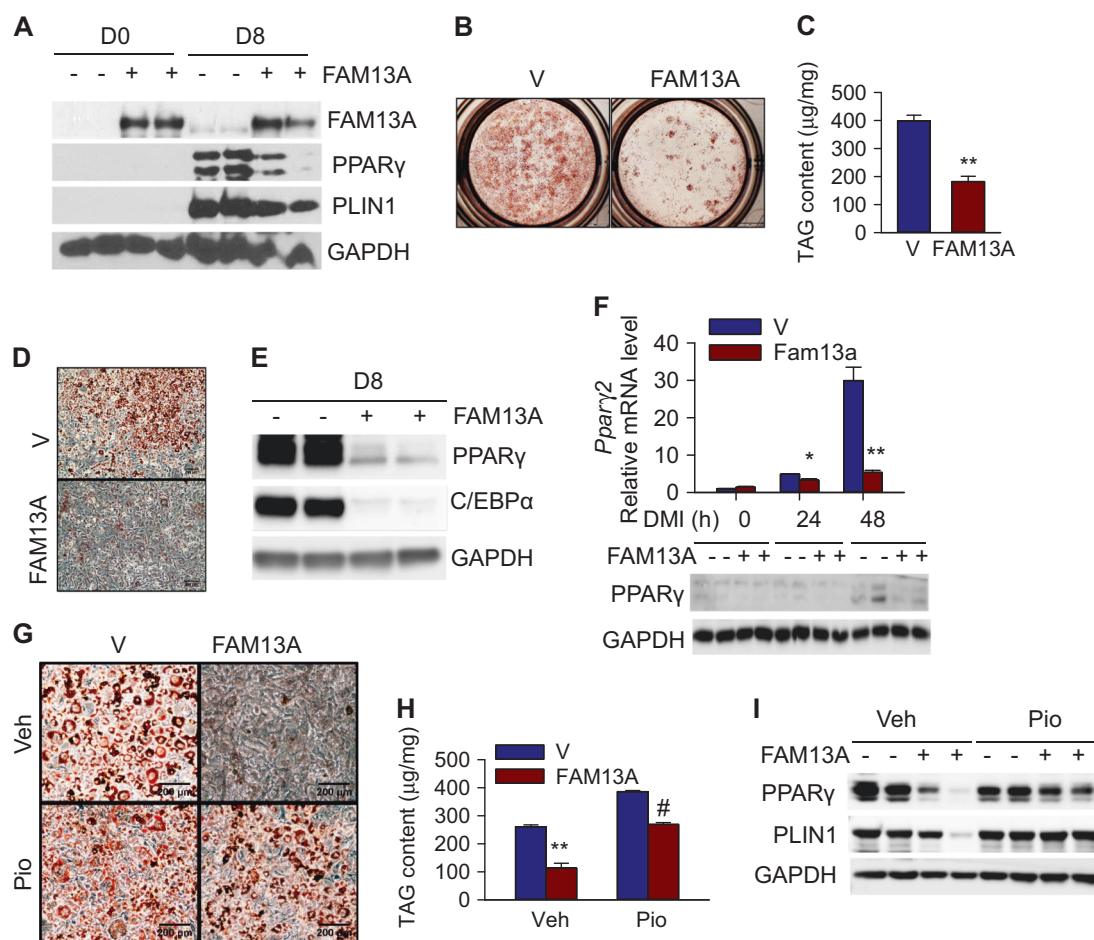 A
D0 D8
- - + + - - + + FAM13A
FAM13A
PPARγ
PLIN1
GAPDH
B
V FAM13A
C
TAG content (μg/mg)
500
400
300
200
100
0
**
V FAM13A
D
V
FAM13A
E
D8
- - + + FAM13A
PPARγ
C/EBPα
GAPDH
F
V
Fam13a
Pparγ2
Relative mRNA level
40
30
20
10
0
* **
DMI (h) 0 24 48
FAM13A - - + + - - + + - - + +
PPARγ
GAPDH
G
V FAM13A
Veh
200 μm 200 μm
Pio
200 μm 200 μm
H
V
FAM13A
TAG content (μg/mg)
500
400
300
200
100
0
** #
Veh Pio
I
Veh Pio
FAM13A - - + + - - + +
PPARγ
PLIN1
GAPDH